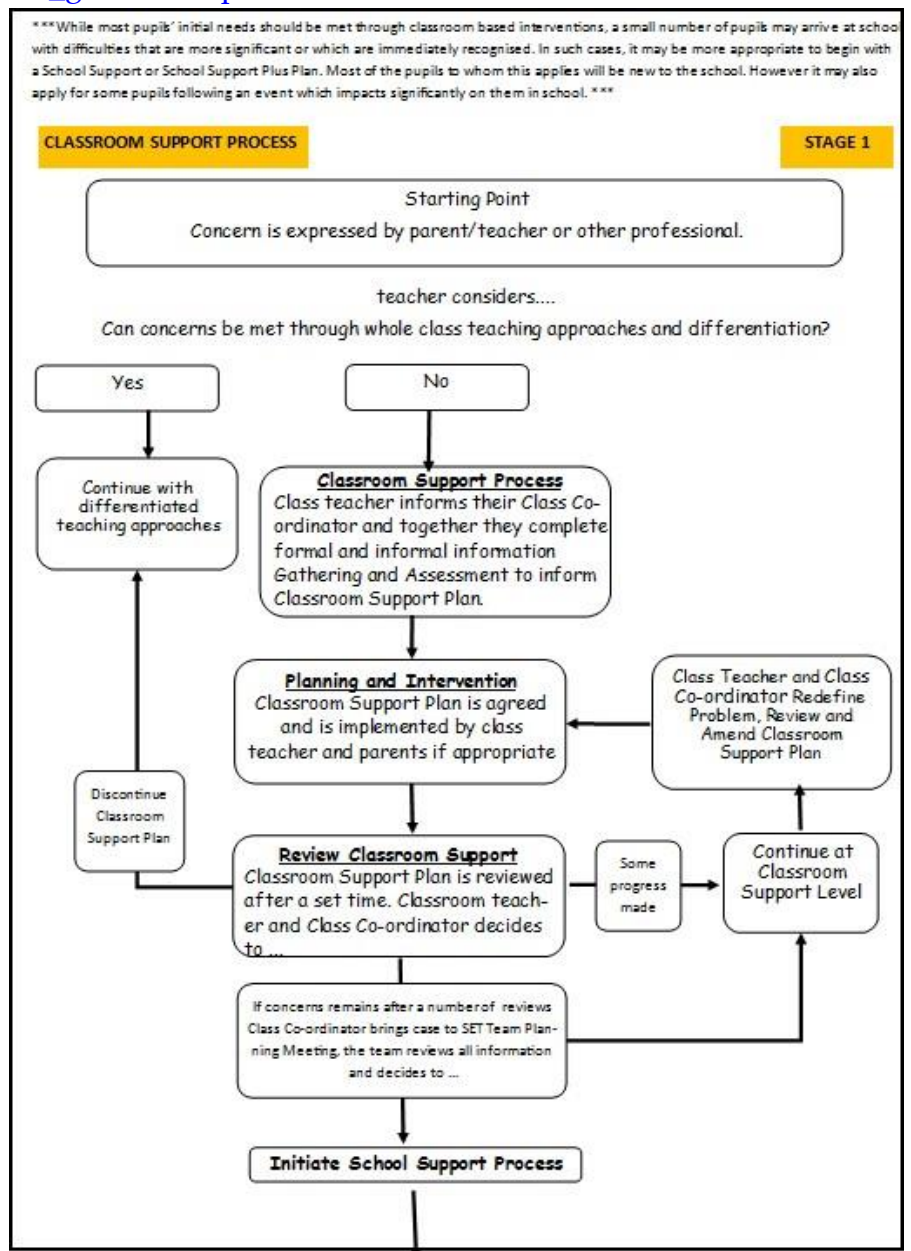 ***While most pupils' initial needs should be met through classroom based interventions, a small number of pupils may arrive at school
with difficulties that are more significant or which are immediately recognised. In such cases, it may be more appropriate to begin with
a School Support or School Support Plus Plan. Most of the pupils to whom this applies will be new to the school. However it may also
apply for some pupils following an event which impacts significantly on them in school. ***
CLASSROOM SUPPORT PROCESS
STAGE 1
Starting Point
Concern is expressed by parent/teacher or other professional.
teacher considers....
Can concerns be met through whole class teaching approaches and differentiation?
Yes
No
Continue with
differentiated
teaching approaches
Classroom Support Process
Class teacher informs their Class Co-
ordinator and together they complete
formal and informal information
Gathering and Assessment to inform
Classroom Support Plan.
Planning and Intervention
Classroom Support Plan is agreed
and is implemented by class
teacher and parents if appropriate
Class Teacher and Class
Co-ordinator Redefine
Problem, Review and
Amend Classroom
Support Plan
Discontinue
Classroom
Support Plan
Review Classroom Support
Classroom Support Plan is reviewed
after a set time. Classroom teach-
er and Class Co-ordinator decides
to ...
Some
progress
made
Continue at
Classroom
Support Level
If concerns remains after a number of reviews
Class Co-ordinator brings case to SET Team Plan-
ning Meeting, the team reviews all information
and decides to ...
Initiate School Support Process